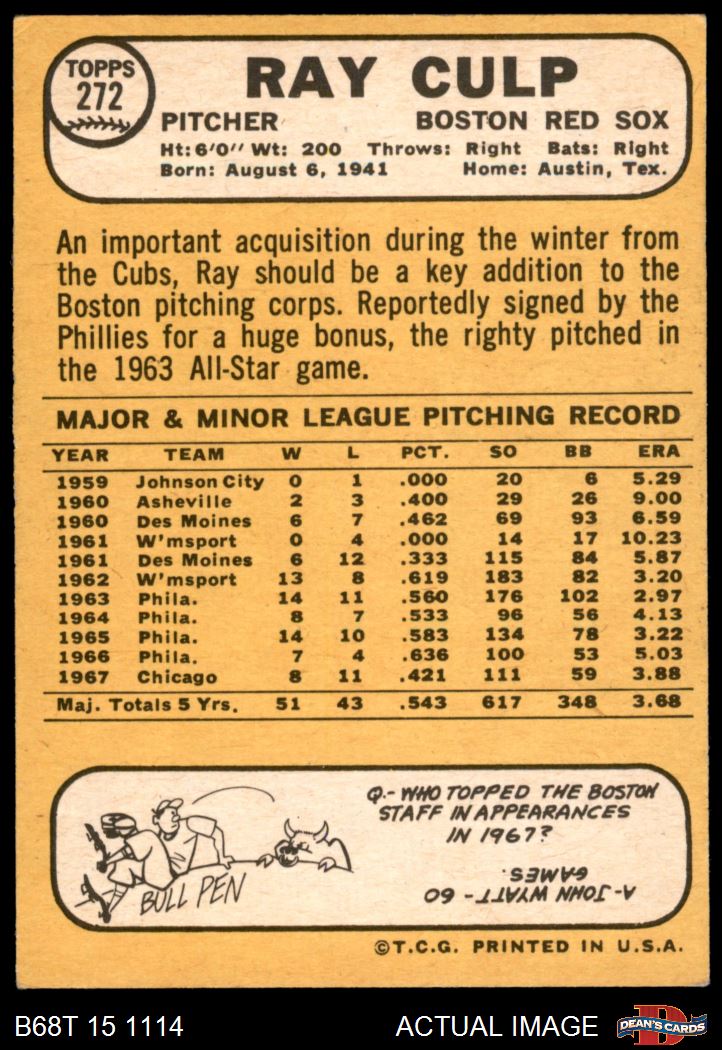 TOPPS
272
RAY CULP
PITCHER BOSTON RED SOX
Ht: 6'0" Wt: 200 Throws: Right Bats: Right
Born: August 6, 1941 Home: Austin, Tex.
An important acquisition during the winter from
the Cubs, Ray should be a key addition to the
Boston pitching corps. Reportedly signed by the
Phillies for a huge bonus, the righty pitched in
the 1963 All-Star game.
MAJOR & MINOR LEAGUE PITCHING RECORD
YEAR TEAM W L PCT. SO BB ERA
1959 Johnson City 0 1 .000 20 6 5.29
1960 Asheville 2 3 .400 29 26 9.00
1960 Des Moines 6 7 .462 69 93 6.59
1961 W'msport 0 4 .000 14 17 10.23
1961 Des Moines 6 12 .333 115 84 5.87
1962 W'msport 13 8 .619 183 82 3.20
1963 Phila. 14 11 .560 176 102 2.97
1964 Phila. 8 7 .533 96 56 4.13
1965 Phila. 14 10 .583 134 78 3.22
1966 Phila. 7 4 .636 100 53 5.03
1967 Chicago 8 11 .421 111 59 3.88
Maj. Totals 5 Yrs. 51 43 .543 617 348 3.68
BULL PEN
Q.-WHO TOPPED THE BOSTON
STAFF IN APPEARANCES
IN 1967?
A-JOHN WYATT - 60
GAMES.
©T.C.G. PRINTED IN U.S.A.
B68T 15 1114 ACTUAL IMAGE
D
DEAN'S CARDS